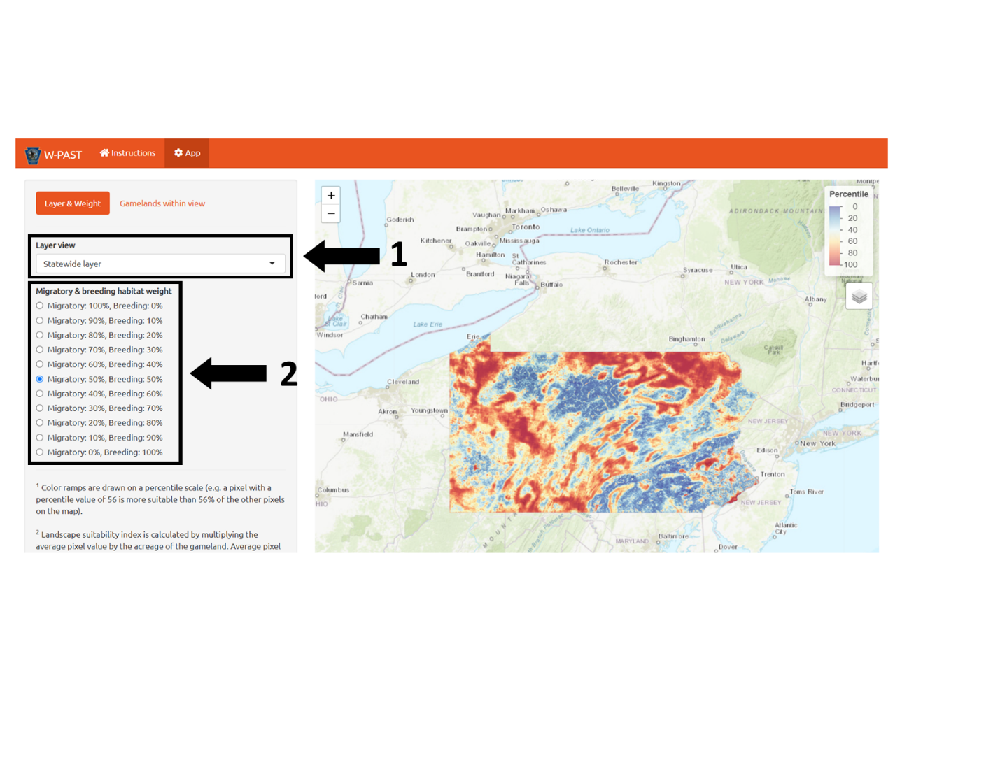 W-PAST
Instructions
App
Layer & Weight
Gamelands within view
Layer view
Statewide layer
1
Migratory & breeding habitat weight
Migratory: 100%, Breeding: 0%
Migratory: 90%, Breeding: 10%
Migratory: 80%, Breeding: 20%
Migratory: 70%, Breeding: 30%
Migratory: 60%, Breeding: 40%
Migratory: 50%, Breeding: 50%
Migratory: 40%, Breeding: 60%
Migratory: 30%, Breeding: 70%
Migratory: 20%, Breeding: 80%
Migratory: 10%, Breeding: 90%
Migratory: 0%, Breeding: 100%
2
1 Color ramps are drawn on a percentile scale (e.g. a pixel with a
percentile value of 56 is more suitable than 56% of the other pixels
on the map).
2 Landscape suitability index is calculated by multiplying the
average pixel value by the acreage of the gameland. Average pixel
+
−
Percentile
0
20
40
60
80
100
Kingston
Belleville
ADIRONDACK MOUNTAIN
Goderich
Vaughan
Markham
Oshawa
Brampton
Toronto
Lake Ontario
Kitchener
Oakville
Mississauga
Hamilton
St
Catharines
Rochester
Syracuse
Utica
Mohawk
London
Brantford
Niagara
Falls
Buffalo
Sarnia
NEW YORK
National
Albany
Chatham
Lake
St Clair
Windsor
Lake Erie
Susquehanna
Delaware
Erie
Binghamton
Catskill
Park
Cleveland
OHIO
Akron
Youngstown
Mansfield
Columbus
HIO
CONNECTICUT
Bridgeport
NEW JERSEY
NEW YORK
New York
Edison
Trenton
Toms River
NEW JERSEY
Atlantic
City
MARYLAND
Baltimore
Dover